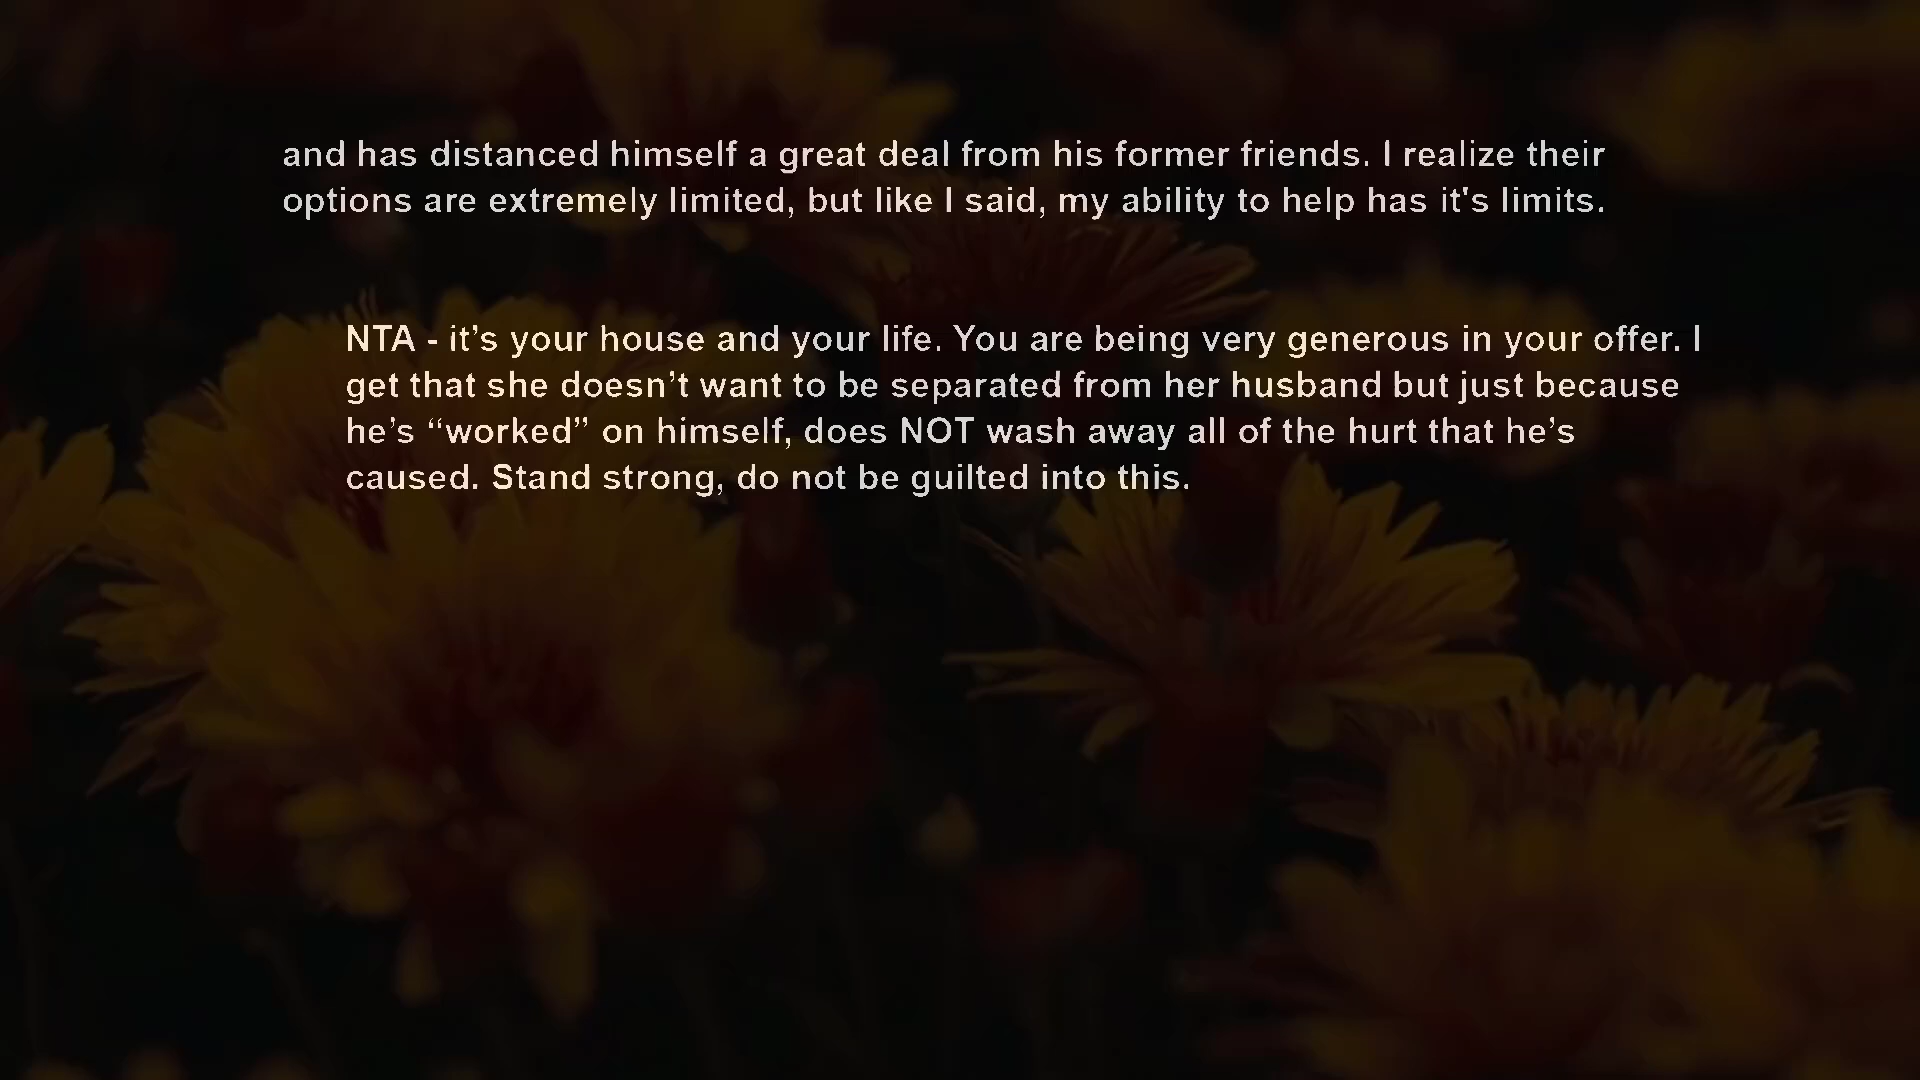 and has distanced himself a great deal from his former friends. I realize their
options are extremely limited, but like I said, my ability to help has it's limits.
NTA - it’s your house and your life. You are being very generous in your offer. I
get that she doesn’t want to be separated from her husband but just because
he’s “worked” on himself, does NOT wash away all of the hurt that he’s
caused. Stand strong, do not be guilted into this.